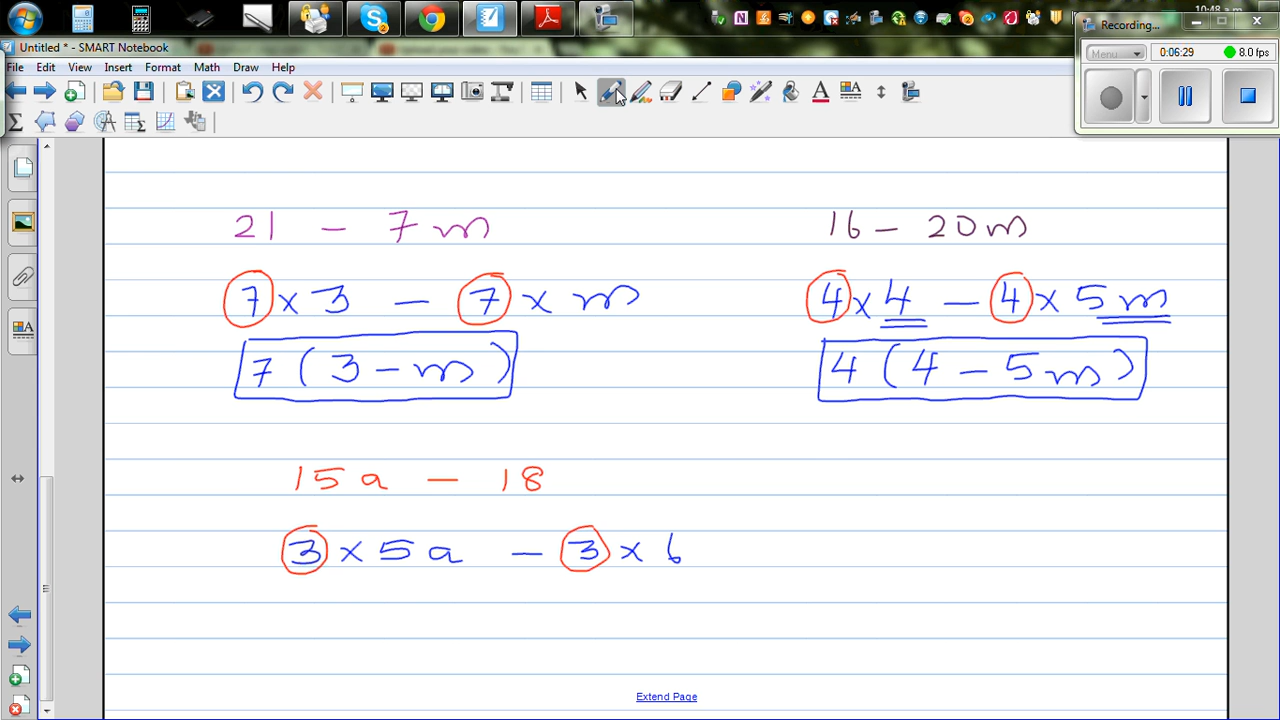 10:48 a.m.
Recording...
Untitled * - SMART Notebook
Menu
0:06:29
8.0 fps
File Edit View Insert Format Math Draw Help
21 - 7m
16 - 20m
7 × 3 - 7 × m
4 × 4 - 4 × 5m
7 (3 - m)
4 (4 - 5m)
15a - 18
3 × 5a - 3 × 6
Extend Page